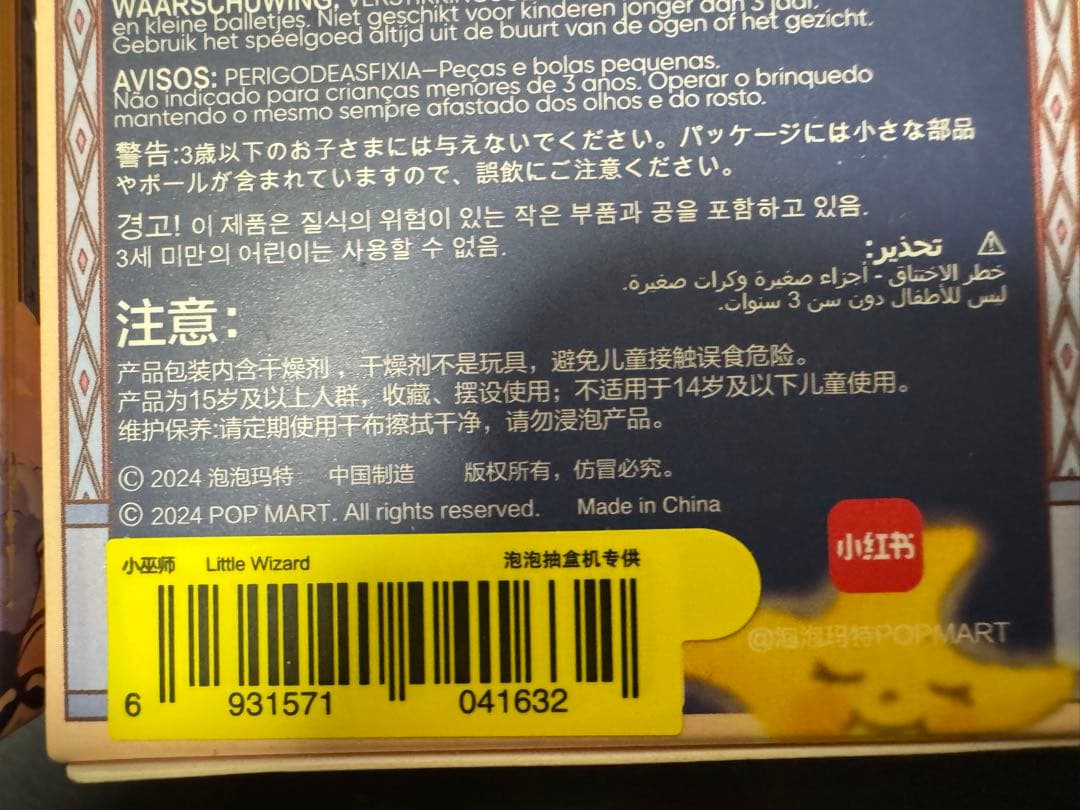 WAARSCHUWING:
en kleine balletjes. Niet geschikt voor kinderen jonger dan 3 jaar.
Gebruik het speelgoed altijd uit de buurt van de ogen of het gezicht.
AVISOS: PERIGODEASFIXIA—Peças e bolas pequenas.
Não indicado para crianças menores de 3 anos. Operar o brinquedo
mantendo o mesmo sempre afastado dos olhos e do rosto.
警告:3歳以下のお子さまには与えないでください。パッケージには小さな部品
やボールが含まれていますので、誤飲にご注意ください。
경고! 이 제품은 질식의 위험이 있는 작은 부품과 공을 포함하고 있음.
3세 미만의 어린이는 사용할 수 없음.
⚠ تحذير:
خطر الاختناق - أجزاء صغيرة وكرات صغيرة.
ليس للأطفال دون سن 3 سنوات.
注意:
产品包装内含干燥剂，干燥剂不是玩具，避免儿童接触误食危险。
产品为15岁及以上人群，收藏、摆设使用；不适用于14岁及以下儿童使用。
维护保养:请定期使用干布擦拭干净，请勿浸泡产品。
© 2024 泡泡玛特 中国制造 版权所有，仿冒必究。
© 2024 POP MART. All rights reserved. Made in China
小巫师 Little Wizard 泡泡抽盒机专供
6 931571 041632
小红书
@泡泡玛特POPMART